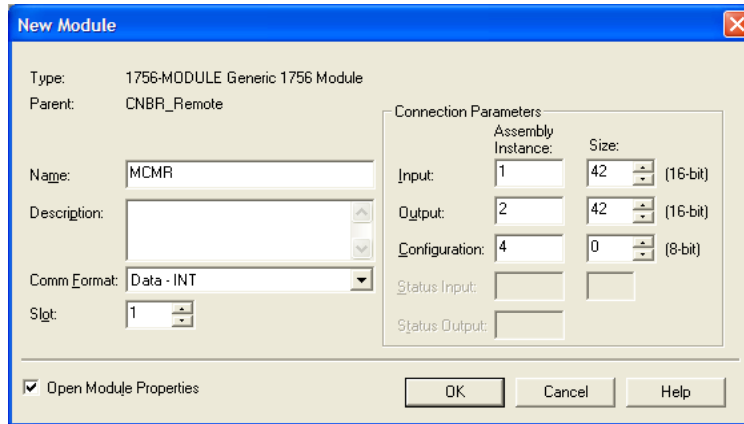 New Module
Type: 1756-MODULE Generic 1756 Module
Parent: CNBR_Remote
Connection Parameters
Assembly Instance: Size:
Name: MCMR
Input: 1 42 (16-bit)
Description:
Output: 2 42 (16-bit)
Configuration: 4 0 (8-bit)
Comm Format: Data - INT
Status Input:
Slot: 1
Status Output:
Open Module Properties
OK Cancel Help